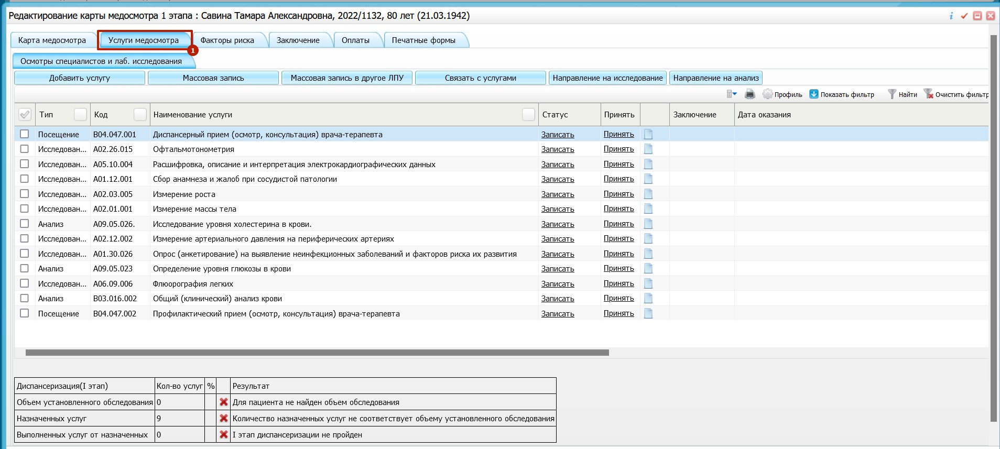 Редактирование карты медосмотра 1 этапа : Савина Тамара Александровна, 2022/1132, 80 лет (21.03.1942)
Карта медосмотра Услуги медосмотра Факторы риска Заключение Оплаты Печатные формы
1
Осмотры специалистов и лаб. исследования
Добавить услугу Массовая запись Массовая запись в другое ЛПУ Связать с услугами Направление на исследование Направление на анализ
Профиль Показать фильтр Найти Очистить фильтр
Тип Код Наименование услуги Статус Принять Заключение Дата оказания
Посещение B04.047.001 Диспансерный прием (осмотр, консультация) врача-терапевта Записать Принять
Исследован... A02.26.015 Офтальмотонометрия Записать Принять
Исследован... A05.10.004 Расшифровка, описание и интерпретация электрокардиографических данных Записать Принять
Исследован... A01.12.001 Сбор анамнеза и жалоб при сосудистой патологии Записать Принять
Исследован... A02.03.005 Измерение роста Записать Принять
Исследован... A02.01.001 Измерение массы тела Записать Принять
Анализ A09.05.026. Исследование уровня холестерина в крови. Записать Принять
Исследован... A02.12.002 Измерение артериального давления на периферических артериях Записать Принять
Исследован... A01.30.026 Опрос (анкетирование) на выявление неинфекционных заболеваний и факторов риска их развития Записать Принять
Анализ A09.05.023 Определение уровня глюкозы в крови Записать Принять
Исследован... A06.09.006 Флюорография легких Записать Принять
Анализ B03.016.002 Общий (клинический) анализ крови Записать Принять
Посещение B04.047.002 Профилактический прием (осмотр, консультация) врача-терапевта Записать Принять
Диспансеризация(I этап) Кол-во услуг % Результат
Объем установленного обследования 0 Для пациента не найден объем обследования
Назначенных услуг 9 Количество назначенных услуг не соответствует объему установленного обследования
Выполненных услуг от назначенных 0 I этап диспансеризации не пройден